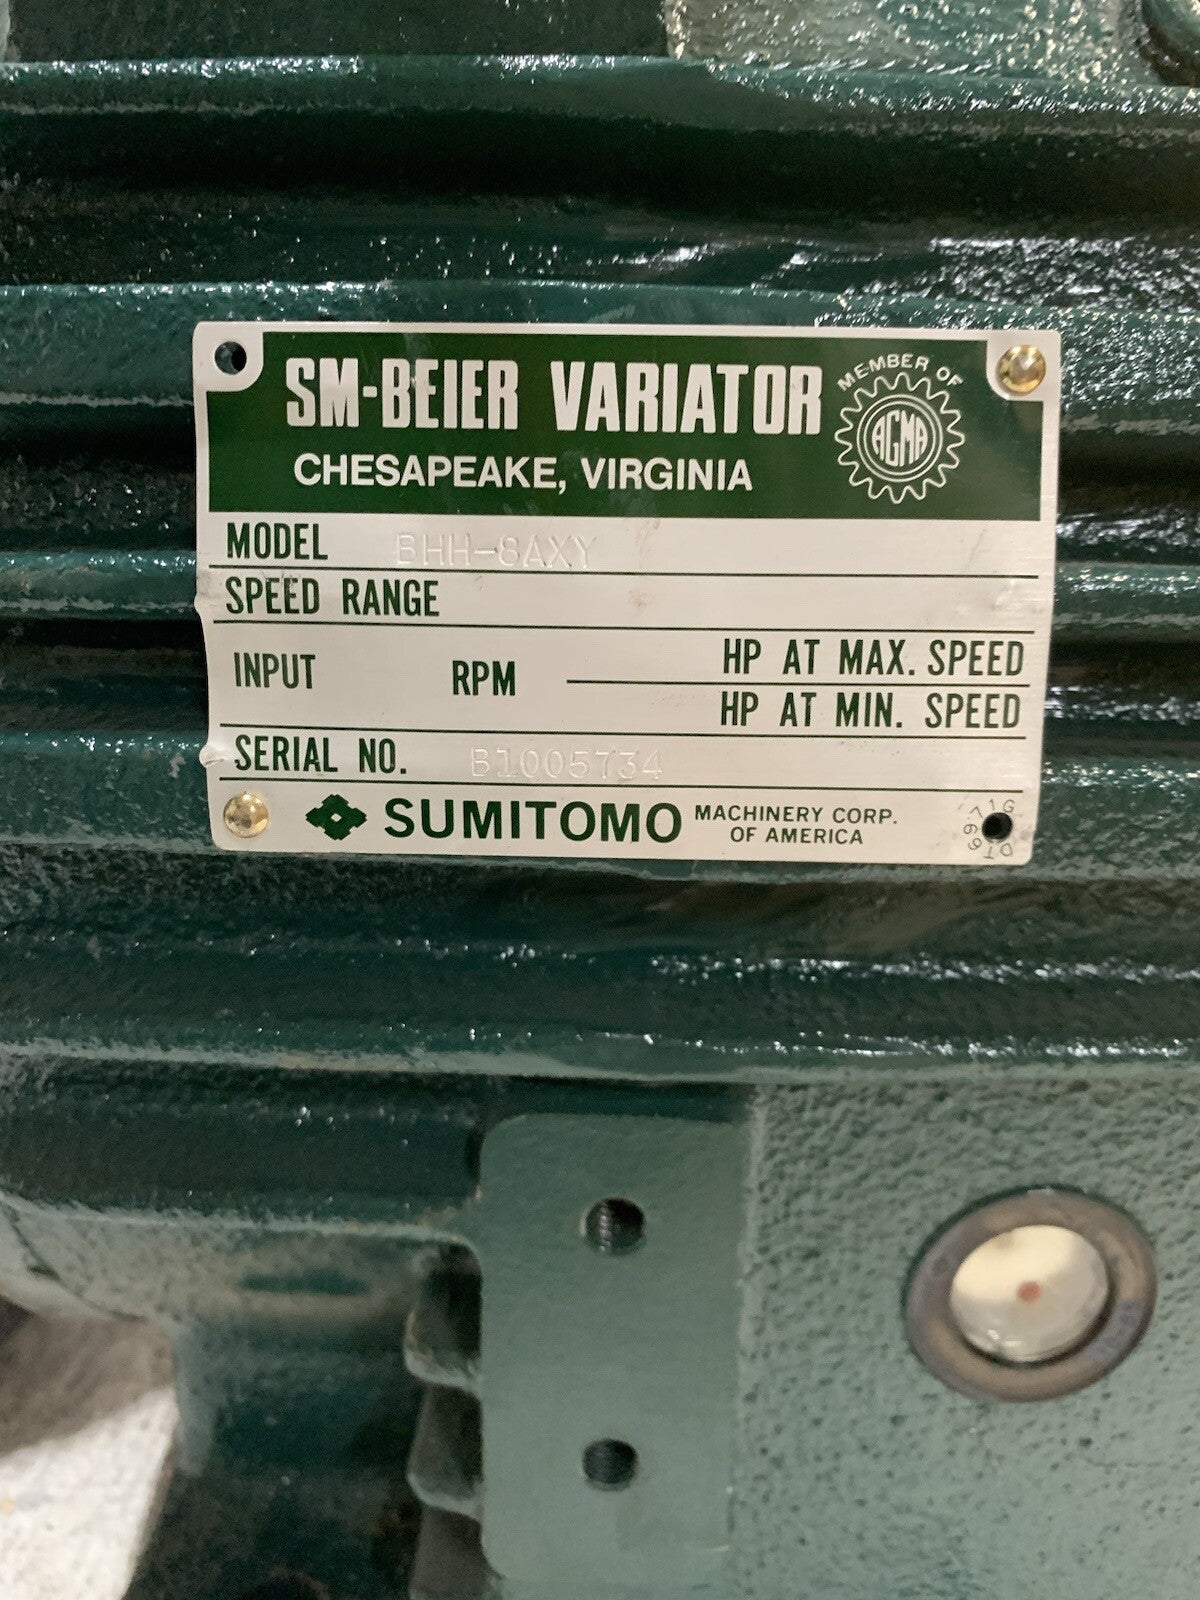 SM-BEIER VARIATOR
CHESAPEAKE, VIRGINIA
MEMBER OF
AGMA
MODEL BHH-8AXY
SPEED RANGE
INPUT RPM HP AT MAX. SPEED
HP AT MIN. SPEED
SERIAL NO. B1005734
SUMITOMO MACHINERY CORP.
OF AMERICA